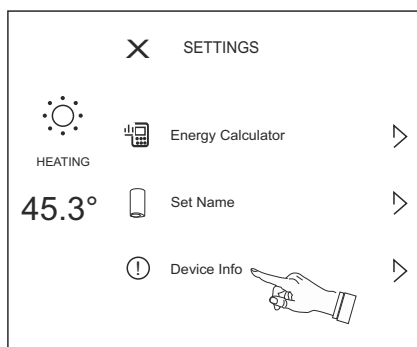 SETTINGS
HEATING
45.3°
Energy Calculator
Set Name
Device Info